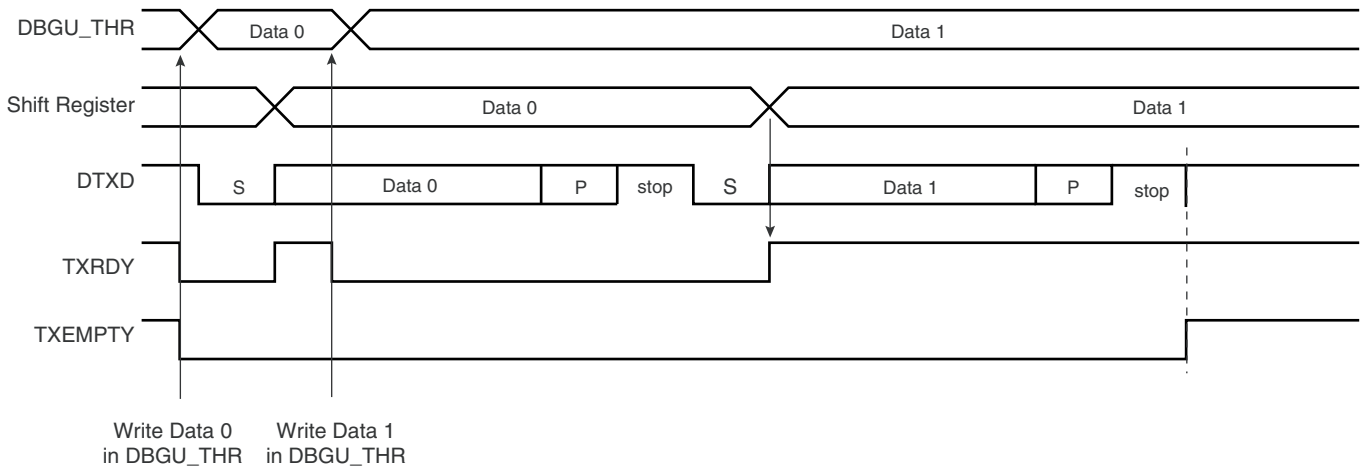 DBGU_THR Data 0 Data 1
Shift Register Data 0 Data 1
DTXD S Data 0 P stop S Data 1 P stop
TXRDY
TXEMPTY
Write Data 0 Write Data 1
in DBGU_THR in DBGU_THR